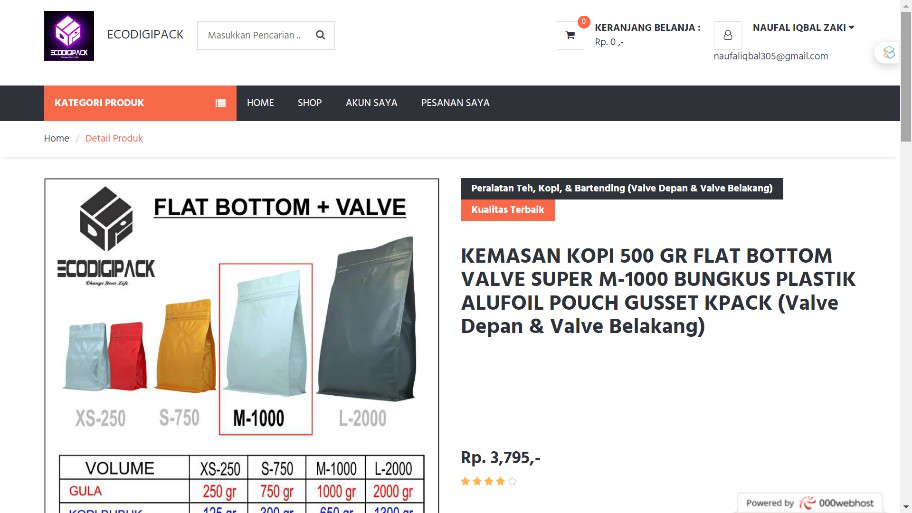 ECODIGIPACK
ECODIGIPACK
Masukkan Pencarian ..
0
KERANJANG BELANJA :
Rp. 0 ,-
NAUFAL IQBAL ZAKI
naufaliqbal305@gmail.com
KATEGORI PRODUK
HOME
SHOP
AKUN SAYA
PESANAN SAYA
Home / Detail Produk
FLAT BOTTOM + VALVE
ECODIGIPACK
Change Your Life
XS-250
S-750
M-1000
L-2000
VOLUME XS-250 S-750 M-1000 L-2000
GULA 250 gr 750 gr 1000 gr 2000 gr
KOPI BUBUK 125 gr 300 gr 650 gr 1300 gr
Peralatan Teh, Kopi, & Bartending (Valve Depan & Valve Belakang)
Kualitas Terbaik
KEMASAN KOPI 500 GR FLAT BOTTOM
VALVE SUPER M-1000 BUNGKUS PLASTIK
ALUFOIL POUCH GUSSET KPACK (Valve
Depan & Valve Belakang)
Rp. 3,795,-
Powered by 000webhost